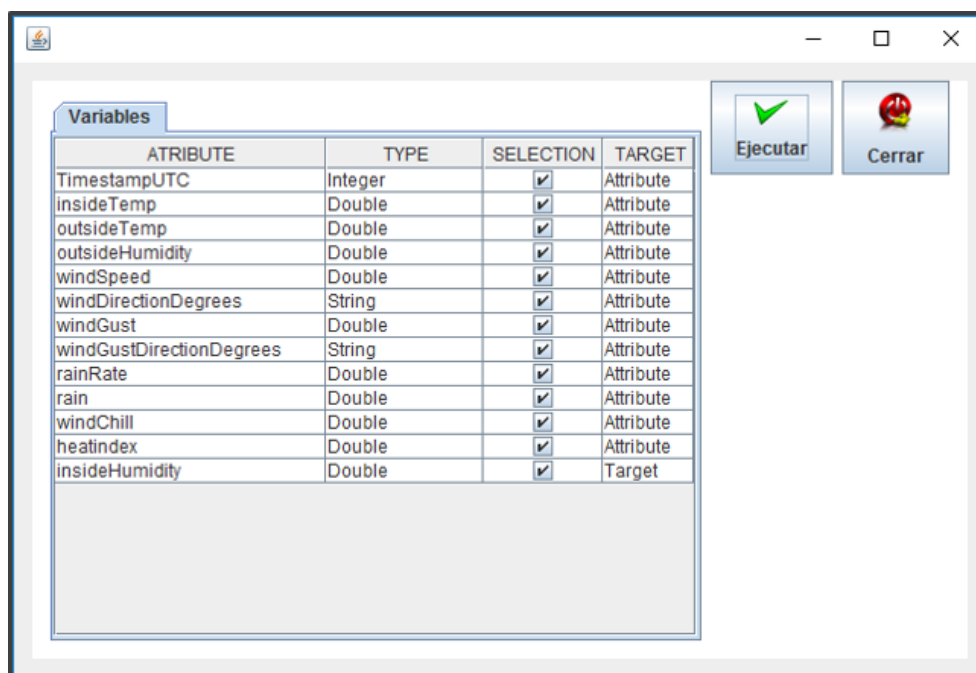 Variables
ATRIBUTE TYPE SELECTION TARGET
TimestampUTC Integer Attribute
insideTemp Double Attribute
outsideTemp Double Attribute
outsideHumidity Double Attribute
windSpeed Double Attribute
windDirectionDegrees String Attribute
windGust Double Attribute
windGustDirectionDegrees String Attribute
rainRate Double Attribute
rain Double Attribute
windChill Double Attribute
heatindex Double Attribute
insideHumidity Double Target
Ejecutar
Cerrar